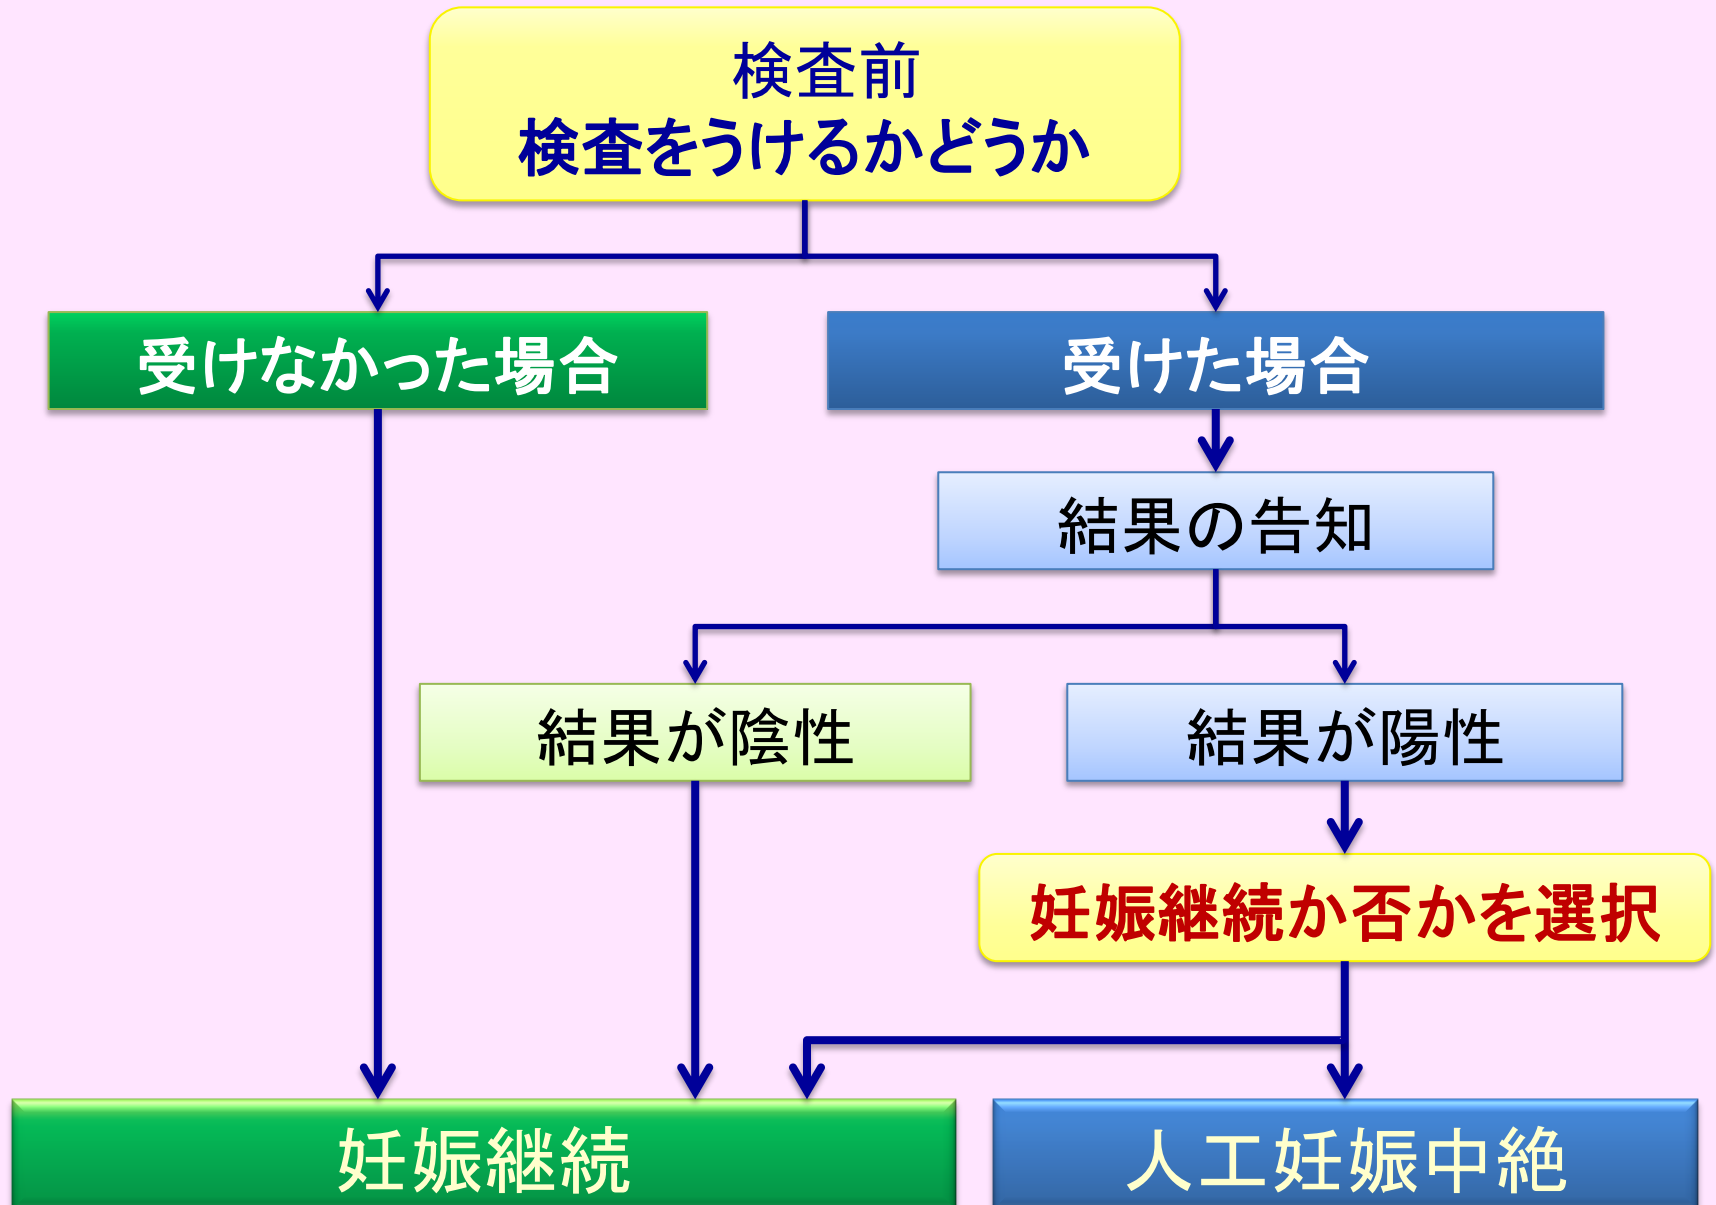 検査前
検査をうけるかどうか
受けなかった場合
受けた場合
結果の告知
結果が陰性
結果が陽性
妊娠継続か否かを選択
妊娠継続
人工妊娠中絶